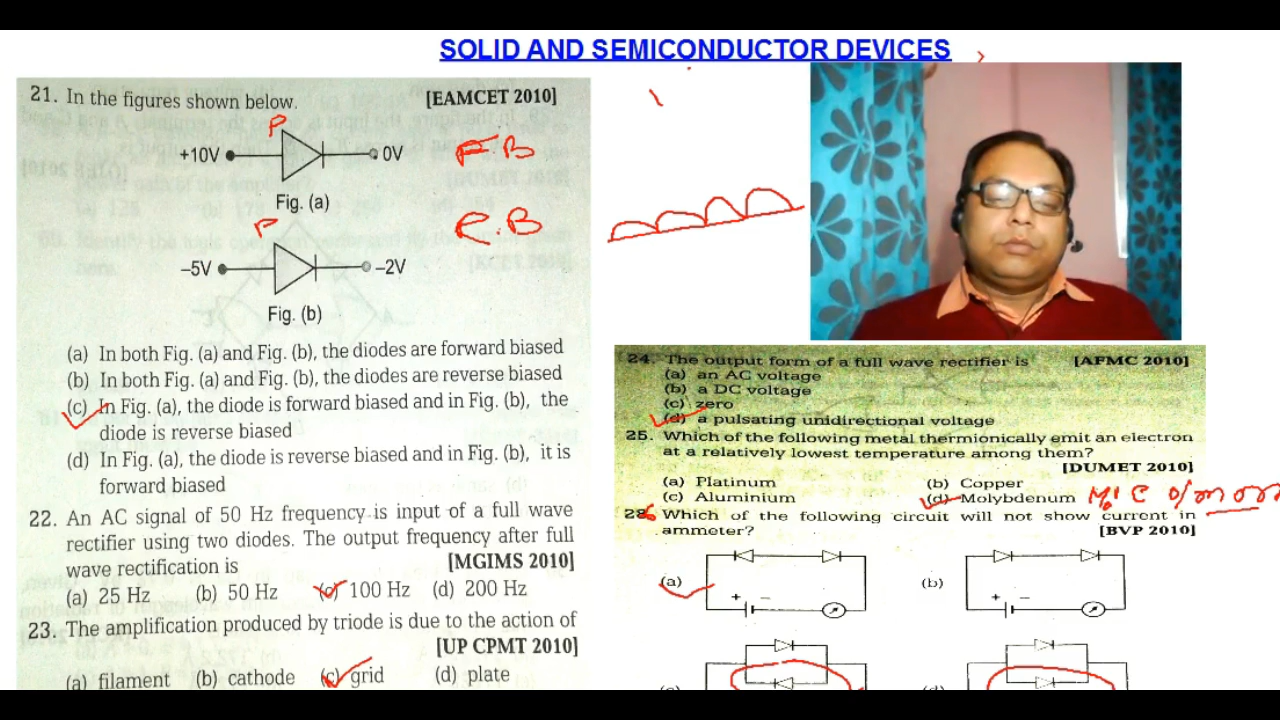 SOLID AND SEMICONDUCTOR DEVICES
21. In the figures shown below. [EAMCET 2010]
P
+10V 0V F.B
Fig. (a)
P R.B
–5V –2V
Fig. (b)
(a) In both Fig. (a) and Fig. (b), the diodes are forward biased
(b) In both Fig. (a) and Fig. (b), the diodes are reverse biased
(c) In Fig. (a), the diode is forward biased and in Fig. (b), the
diode is reverse biased
(d) In Fig. (a), the diode is reverse biased and in Fig. (b), it is
forward biased
22. An AC signal of 50 Hz frequency is input of a full wave
rectifier using two diodes. The output frequency after full
wave rectification is [MGIMS 2010]
(a) 25 Hz (b) 50 Hz (c) 100 Hz (d) 200 Hz
23. The amplification produced by triode is due to the action of
[UP CPMT 2010]
(a) filament (b) cathode (c) grid (d) plate
24. The output form of a full wave rectifier is [AFMC 2010]
(a) an AC voltage
(b) a DC voltage
(c) zero
(d) a pulsating unidirectional voltage
25. Which of the following metal thermionically emit an electron
at a relatively lowest temperature among them?
[DUMET 2010]
(a) Platinum (b) Copper
(c) Aluminium (d) Molybdenum
26 Which of the following circuit will not show current in
ammeter? [BVP 2010]
(a) + – (b) + –